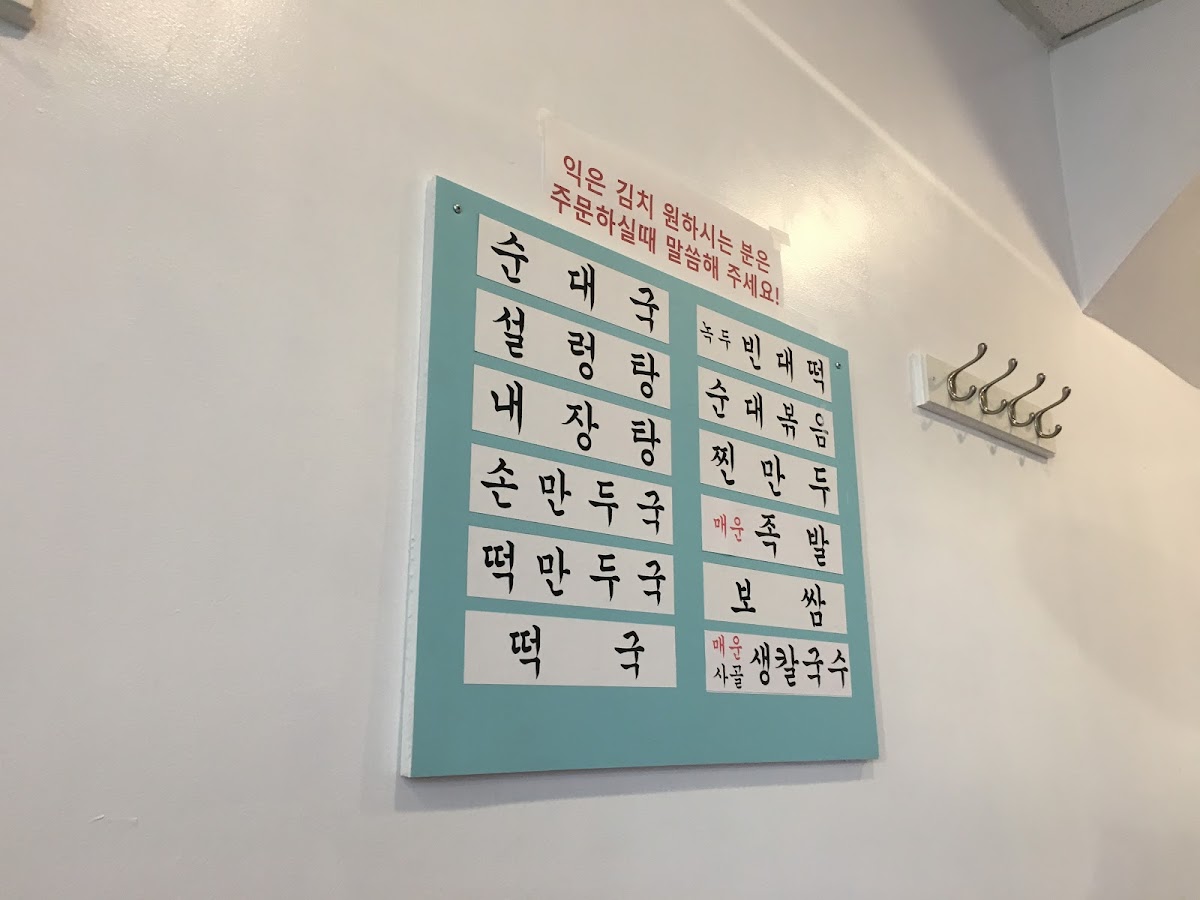 익은 김치 원하시는 분은
주문하실때 말씀해 주세요!
순대국
설렁탕
내장탕
손만두국
떡만두국
떡국
녹두 빈대떡
순대볶음
찐만두
매운 족발
보쌈
매운
사골 생칼국수